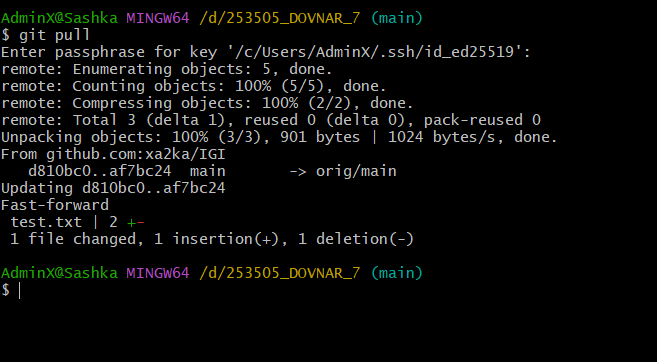 AdminX@Sashka MINGW64 /d/253505_DOVNAR_7 (main)
$ git pull
Enter passphrase for key '/c/Users/AdminX/.ssh/id_ed25519':
remote: Enumerating objects: 5, done.
remote: Counting objects: 100% (5/5), done.
remote: Compressing objects: 100% (2/2), done.
remote: Total 3 (delta 1), reused 0 (delta 0), pack-reused 0
Unpacking objects: 100% (3/3), 901 bytes | 1024 bytes/s, done.
From github.com:xa2ka/IGI
   d810bc0..af7bc24  main       -> orig/main
Updating d810bc0..af7bc24
Fast-forward
 test.txt | 2 +-
 1 file changed, 1 insertion(+), 1 deletion(-)
AdminX@Sashka MINGW64 /d/253505_DOVNAR_7 (main)
$